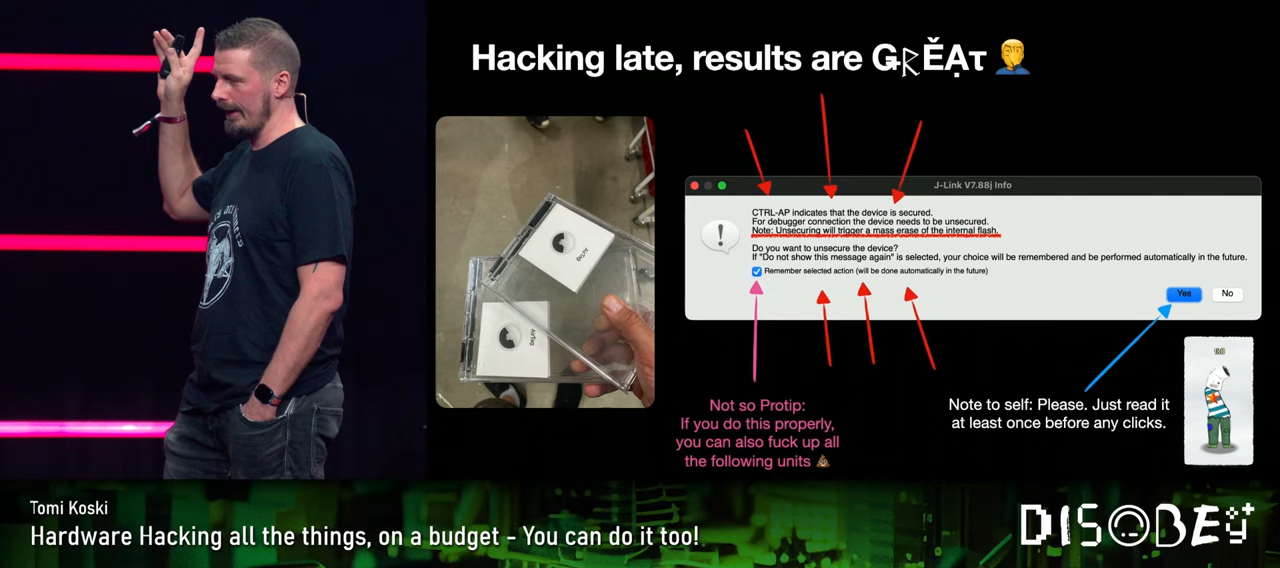 Hacking late, results are GREAT 🤦‍♂️
J-Link V7.88j Info
CTRL-AP indicates that the device is secured.
For debugger connection the device needs to be unsecured.
Note: Unsecuring will trigger a mass erase of the internal flash.
Do you want to unsecure the device?
If "Do not show this message again" is selected, your choice will be remembered and be performed automatically in the future.
Remember selected action (will be done automatically in the future)
Yes
No
AirTag
AirTag
Not so Protip:
If you do this properly,
you can also fuck up all
the following units 💩
Note to self: Please. Just read it
at least once before any clicks.
Tomi Koski
Hardware Hacking all the things, on a budget - You can do it too!
DISOBEY